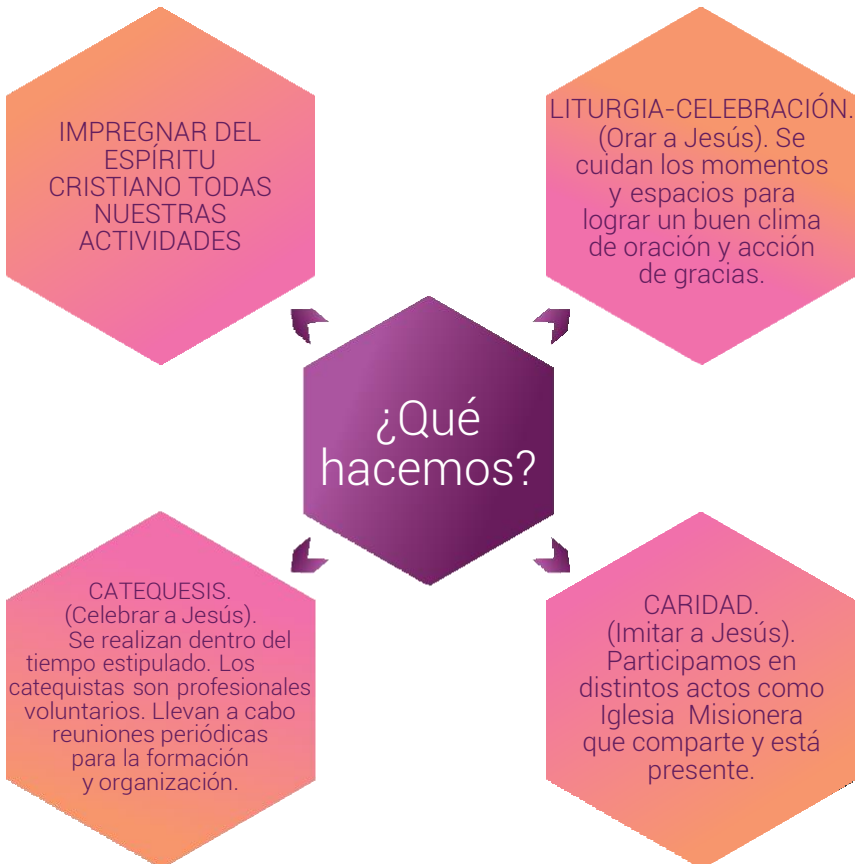 IMPREGNAR DEL
ESPÍRITU
CRISTIANO TODAS
NUESTRAS
ACTIVIDADES
LITURGIA-CELEBRACIÓN.
(Orar a Jesús). Se
cuidan los momentos
y espacios para
lograr un buen clima
de oración y acción
de gracias.
¿Qué
hacemos?
CATEQUESIS.
(Celebrar a Jesús).
Se realizan dentro del
tiempo estipulado. Los
catequistas son profesionales
voluntarios. Llevan a cabo
reuniones periódicas
para la formación
y organización.
CARIDAD.
(Imitar a Jesús).
Participamos en
distintos actos como
Iglesia Misionera
que comparte y está
presente.